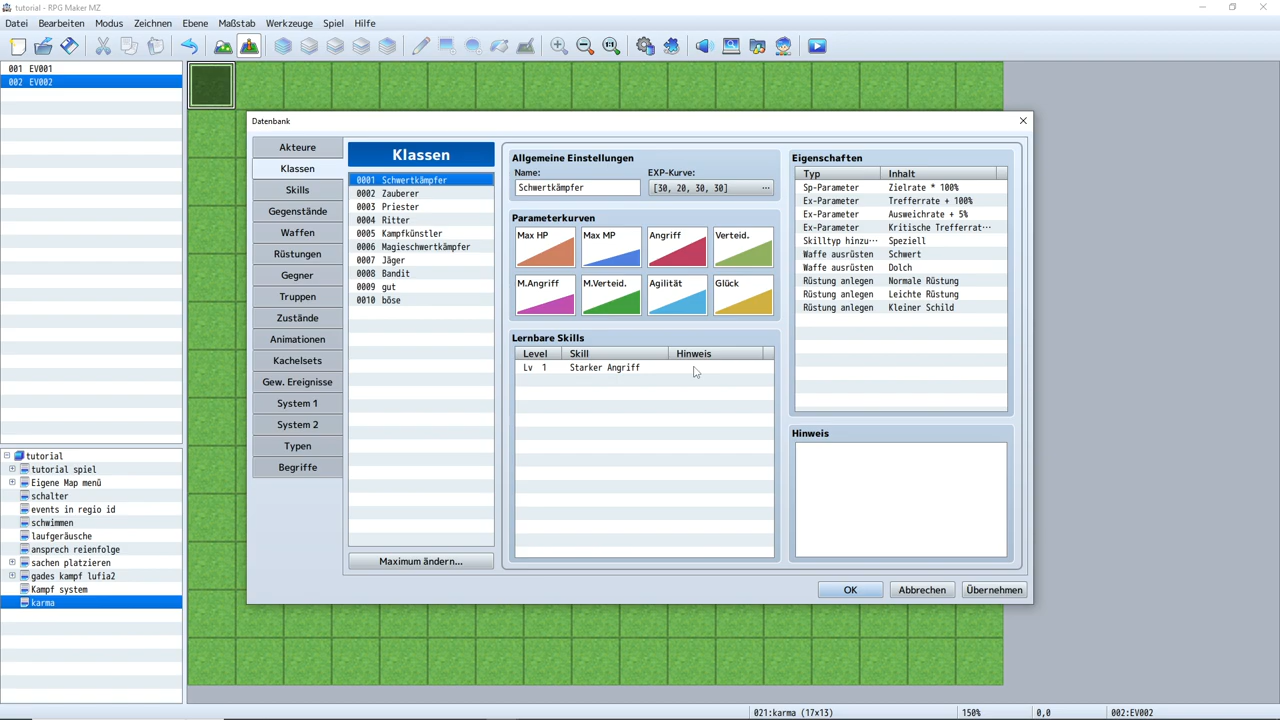 tutorial - RPG Maker MZ
Datei Bearbeiten Modus Zeichnen Ebene Maßstab Werkzeuge Spiel Hilfe
001 EV001
002 EV002
Datenbank
Akteure
Klassen
Skills
Gegenstände
Waffen
Rüstungen
Gegner
Truppen
Zustände
Animationen
Kachelsets
Gew. Ereignisse
System 1
System 2
Typen
Begriffe
Klassen
0001 Schwertkämpfer
0002 Zauberer
0003 Priester
0004 Ritter
0005 Kampfkünstler
0006 Magieschwertkämpfer
0007 Jäger
0008 Bandit
0009 gut
0010 böse
Maximum ändern...
Allgemeine Einstellungen
Name: EXP-Kurve:
Schwertkämpfer [30, 20, 30, 30] ...
Parameterkurven
Max HP Max MP Angriff Verteid.
M.Angriff M.Verteid. Agilität Glück
Lernbare Skills
Level Skill Hinweis
Lv 1 Starker Angriff
Eigenschaften
Typ Inhalt
Sp-Parameter Zielrate * 100%
Ex-Parameter Trefferrate + 100%
Ex-Parameter Ausweichrate + 5%
Ex-Parameter Kritische Trefferrat⋯
Skilltyp hinzu⋯ Speziell
Waffe ausrüsten Schwert
Waffe ausrüsten Dolch
Rüstung anlegen Normale Rüstung
Rüstung anlegen Leichte Rüstung
Rüstung anlegen Kleiner Schild
Hinweis
OK Abbrechen Übernehmen
tutorial
tutorial spiel
Eigene Map menü
schalter
events in regio id
schwimmen
laufgeräusche
ansprech reienfolge
sachen platzieren
gades kampf lufia2
Kampf system
karma
021:karma (17x13) 150% 0,0 002:EV002